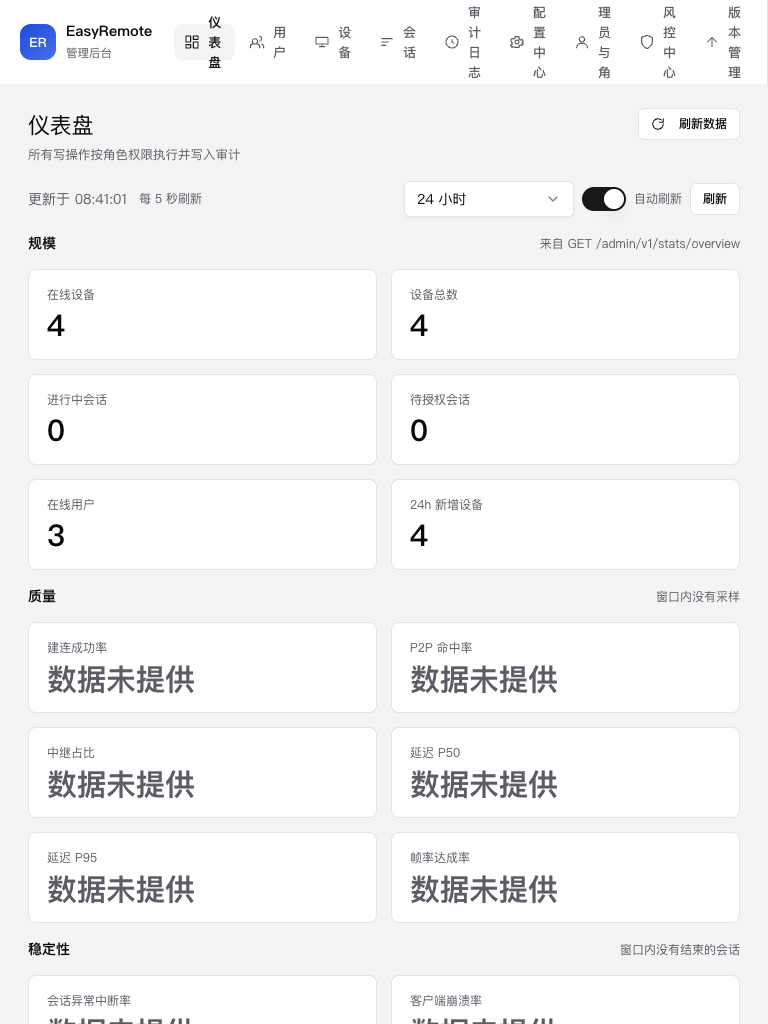 ER
EasyRemote
管理后台
仪表盘
用户
设备
会话
审计日志
配置中心
理员与角
风控中心
版本管理
仪表盘
所有写操作按角色权限执行并写入审计
刷新数据
更新于 08:41:01 每 5 秒刷新
24 小时
自动刷新
刷新
规模
来自 GET /admin/v1/stats/overview
在线设备
4
设备总数
4
进行中会话
0
待授权会话
0
在线用户
3
24h 新增设备
4
质量
窗口内没有采样
建连成功率
数据未提供
P2P 命中率
数据未提供
中继占比
数据未提供
延迟 P50
数据未提供
延迟 P95
数据未提供
帧率达成率
数据未提供
稳定性
窗口内没有结束的会话
会话异常中断率
数据未提供
客户端崩溃率
数据未提供